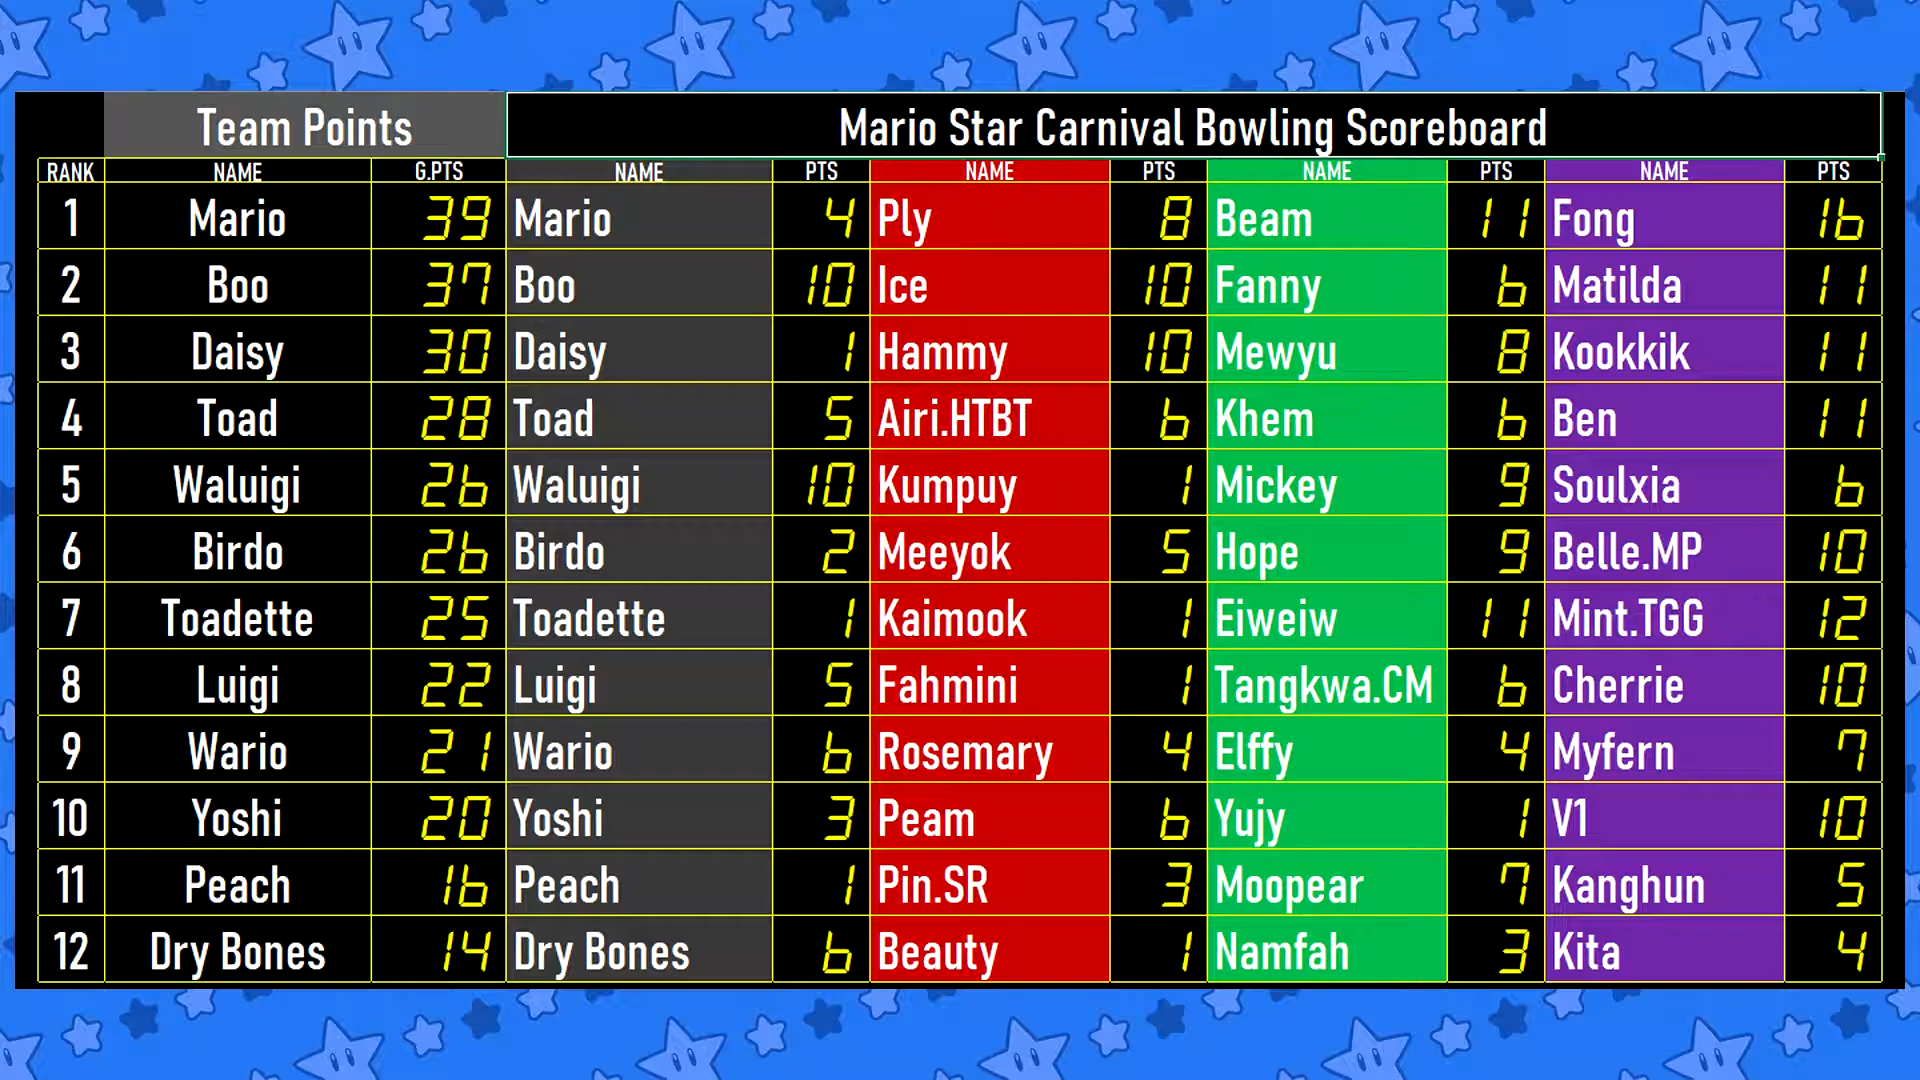 Team Points Mario Star Carnival Bowling Scoreboard
RANK NAME G.PTS NAME PTS NAME PTS NAME PTS NAME PTS
1 Mario 39 Mario 4 Ply 8 Beam 11 Fong 16
2 Boo 37 Boo 10 Ice 10 Fanny 6 Matilda 11
3 Daisy 30 Daisy 1 Hammy 10 Mewyu 8 Kookkik 11
4 Toad 28 Toad 5 Airi.HTBT 6 Khem 6 Ben 11
5 Waluigi 26 Waluigi 10 Kumpuy 1 Mickey 9 Soulxia 6
6 Birdo 26 Birdo 2 Meeyok 5 Hope 9 Belle.MP 10
7 Toadette 25 Toadette 1 Kaimook 1 Eiweiw 11 Mint.TGG 12
8 Luigi 22 Luigi 5 Fahmini 1 Tangkwa.CM 6 Cherrie 10
9 Wario 21 Wario 6 Rosemary 4 Elffy 4 Myfern 7
10 Yoshi 20 Yoshi 3 Peam 6 Yujy 1 V1 10
11 Peach 16 Peach 1 Pin.SR 3 Moopear 7 Kanghun 5
12 Dry Bones 14 Dry Bones 6 Beauty 1 Namfah 3 Kita 4